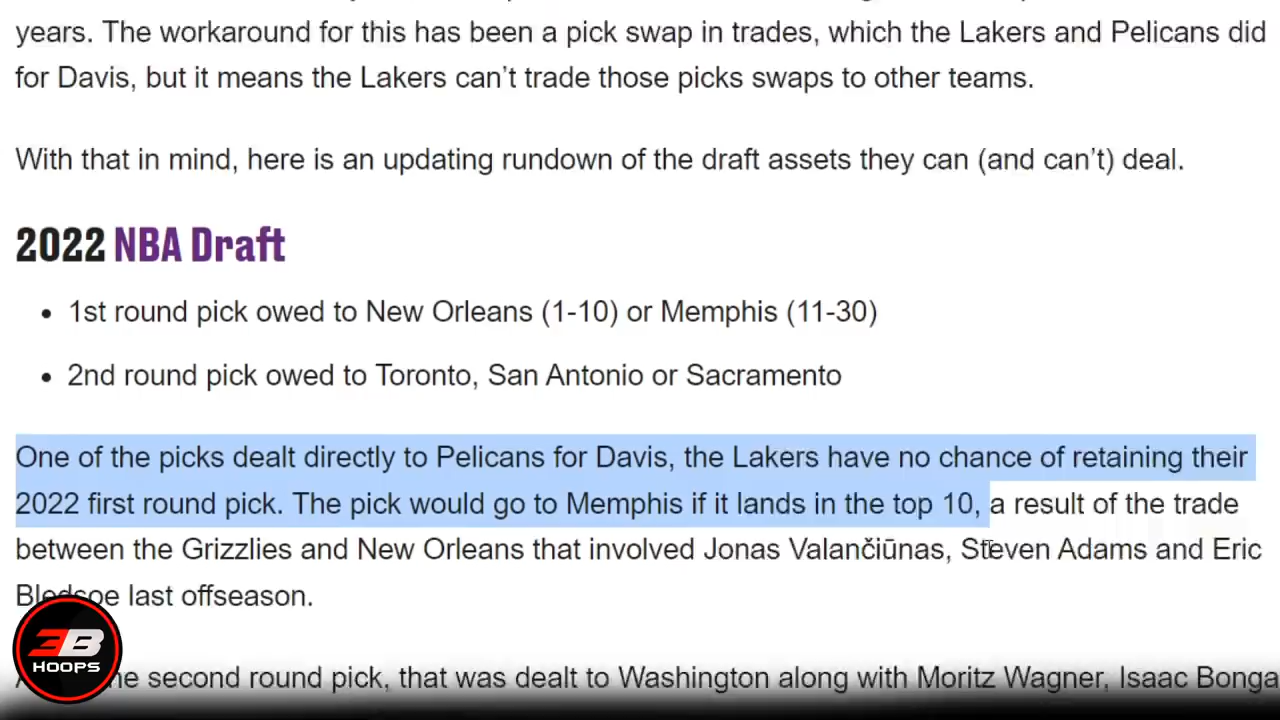 years. The workaround for this has been a pick swap in trades, which the Lakers and Pelicans did
for Davis, but it means the Lakers can’t trade those picks swaps to other teams.
With that in mind, here is an updating rundown of the draft assets they can (and can’t) deal.
2022 NBA Draft
• 1st round pick owed to New Orleans (1-10) or Memphis (11-30)
• 2nd round pick owed to Toronto, San Antonio or Sacramento
One of the picks dealt directly to Pelicans for Davis, the Lakers have no chance of retaining their
2022 first round pick. The pick would go to Memphis if it lands in the top 10, a result of the trade
between the Grizzlies and New Orleans that involved Jonas Valančiūnas, Steven Adams and Eric
Bledsoe last offseason.
second round pick, that was dealt to Washington along with Moritz Wagner, Isaac Bonga
3B
HOOPS